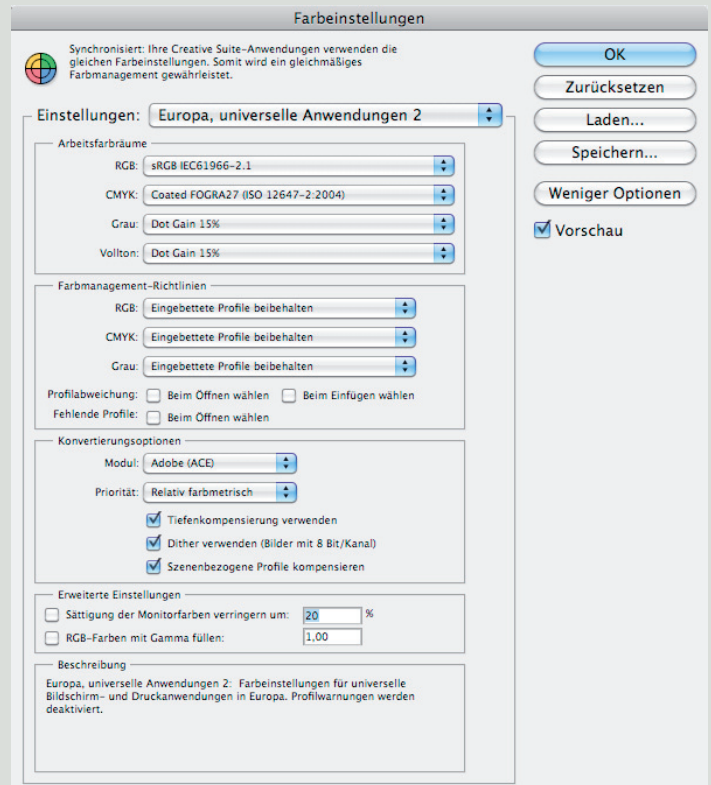 Farbeinstellungen
Synchronisiert: Ihre Creative Suite-Anwendungen verwenden die
gleichen Farbeinstellungen. Somit wird ein gleichmäßiges
Farbmanagement gewährleistet.
OK
Zurücksetzen
Laden...
Speichern...
Weniger Optionen
Vorschau
Einstellungen: Europa, universelle Anwendungen 2
Arbeitsfarbräume
RGB: sRGB IEC61966-2.1
CMYK: Coated FOGRA27 (ISO 12647-2:2004)
Grau: Dot Gain 15%
Vollton: Dot Gain 15%
Farbmanagement-Richtlinien
RGB: Eingebettete Profile beibehalten
CMYK: Eingebettete Profile beibehalten
Grau: Eingebettete Profile beibehalten
Profilabweichung: Beim Öffnen wählen Beim Einfügen wählen
Fehlende Profile: Beim Öffnen wählen
Konvertierungsoptionen
Modul: Adobe (ACE)
Priorität: Relativ farbmetrisch
Tiefenkompensierung verwenden
Dither verwenden (Bilder mit 8 Bit/Kanal)
Szenenbezogene Profile kompensieren
Erweiterte Einstellungen
Sättigung der Monitorfarben verringern um: 20 %
RGB-Farben mit Gamma füllen: 1,00
Beschreibung
Europa, universelle Anwendungen 2: Farbeinstellungen für universelle
Bildschirm- und Druckanwendungen in Europa. Profilwarnungen werden
deaktiviert.